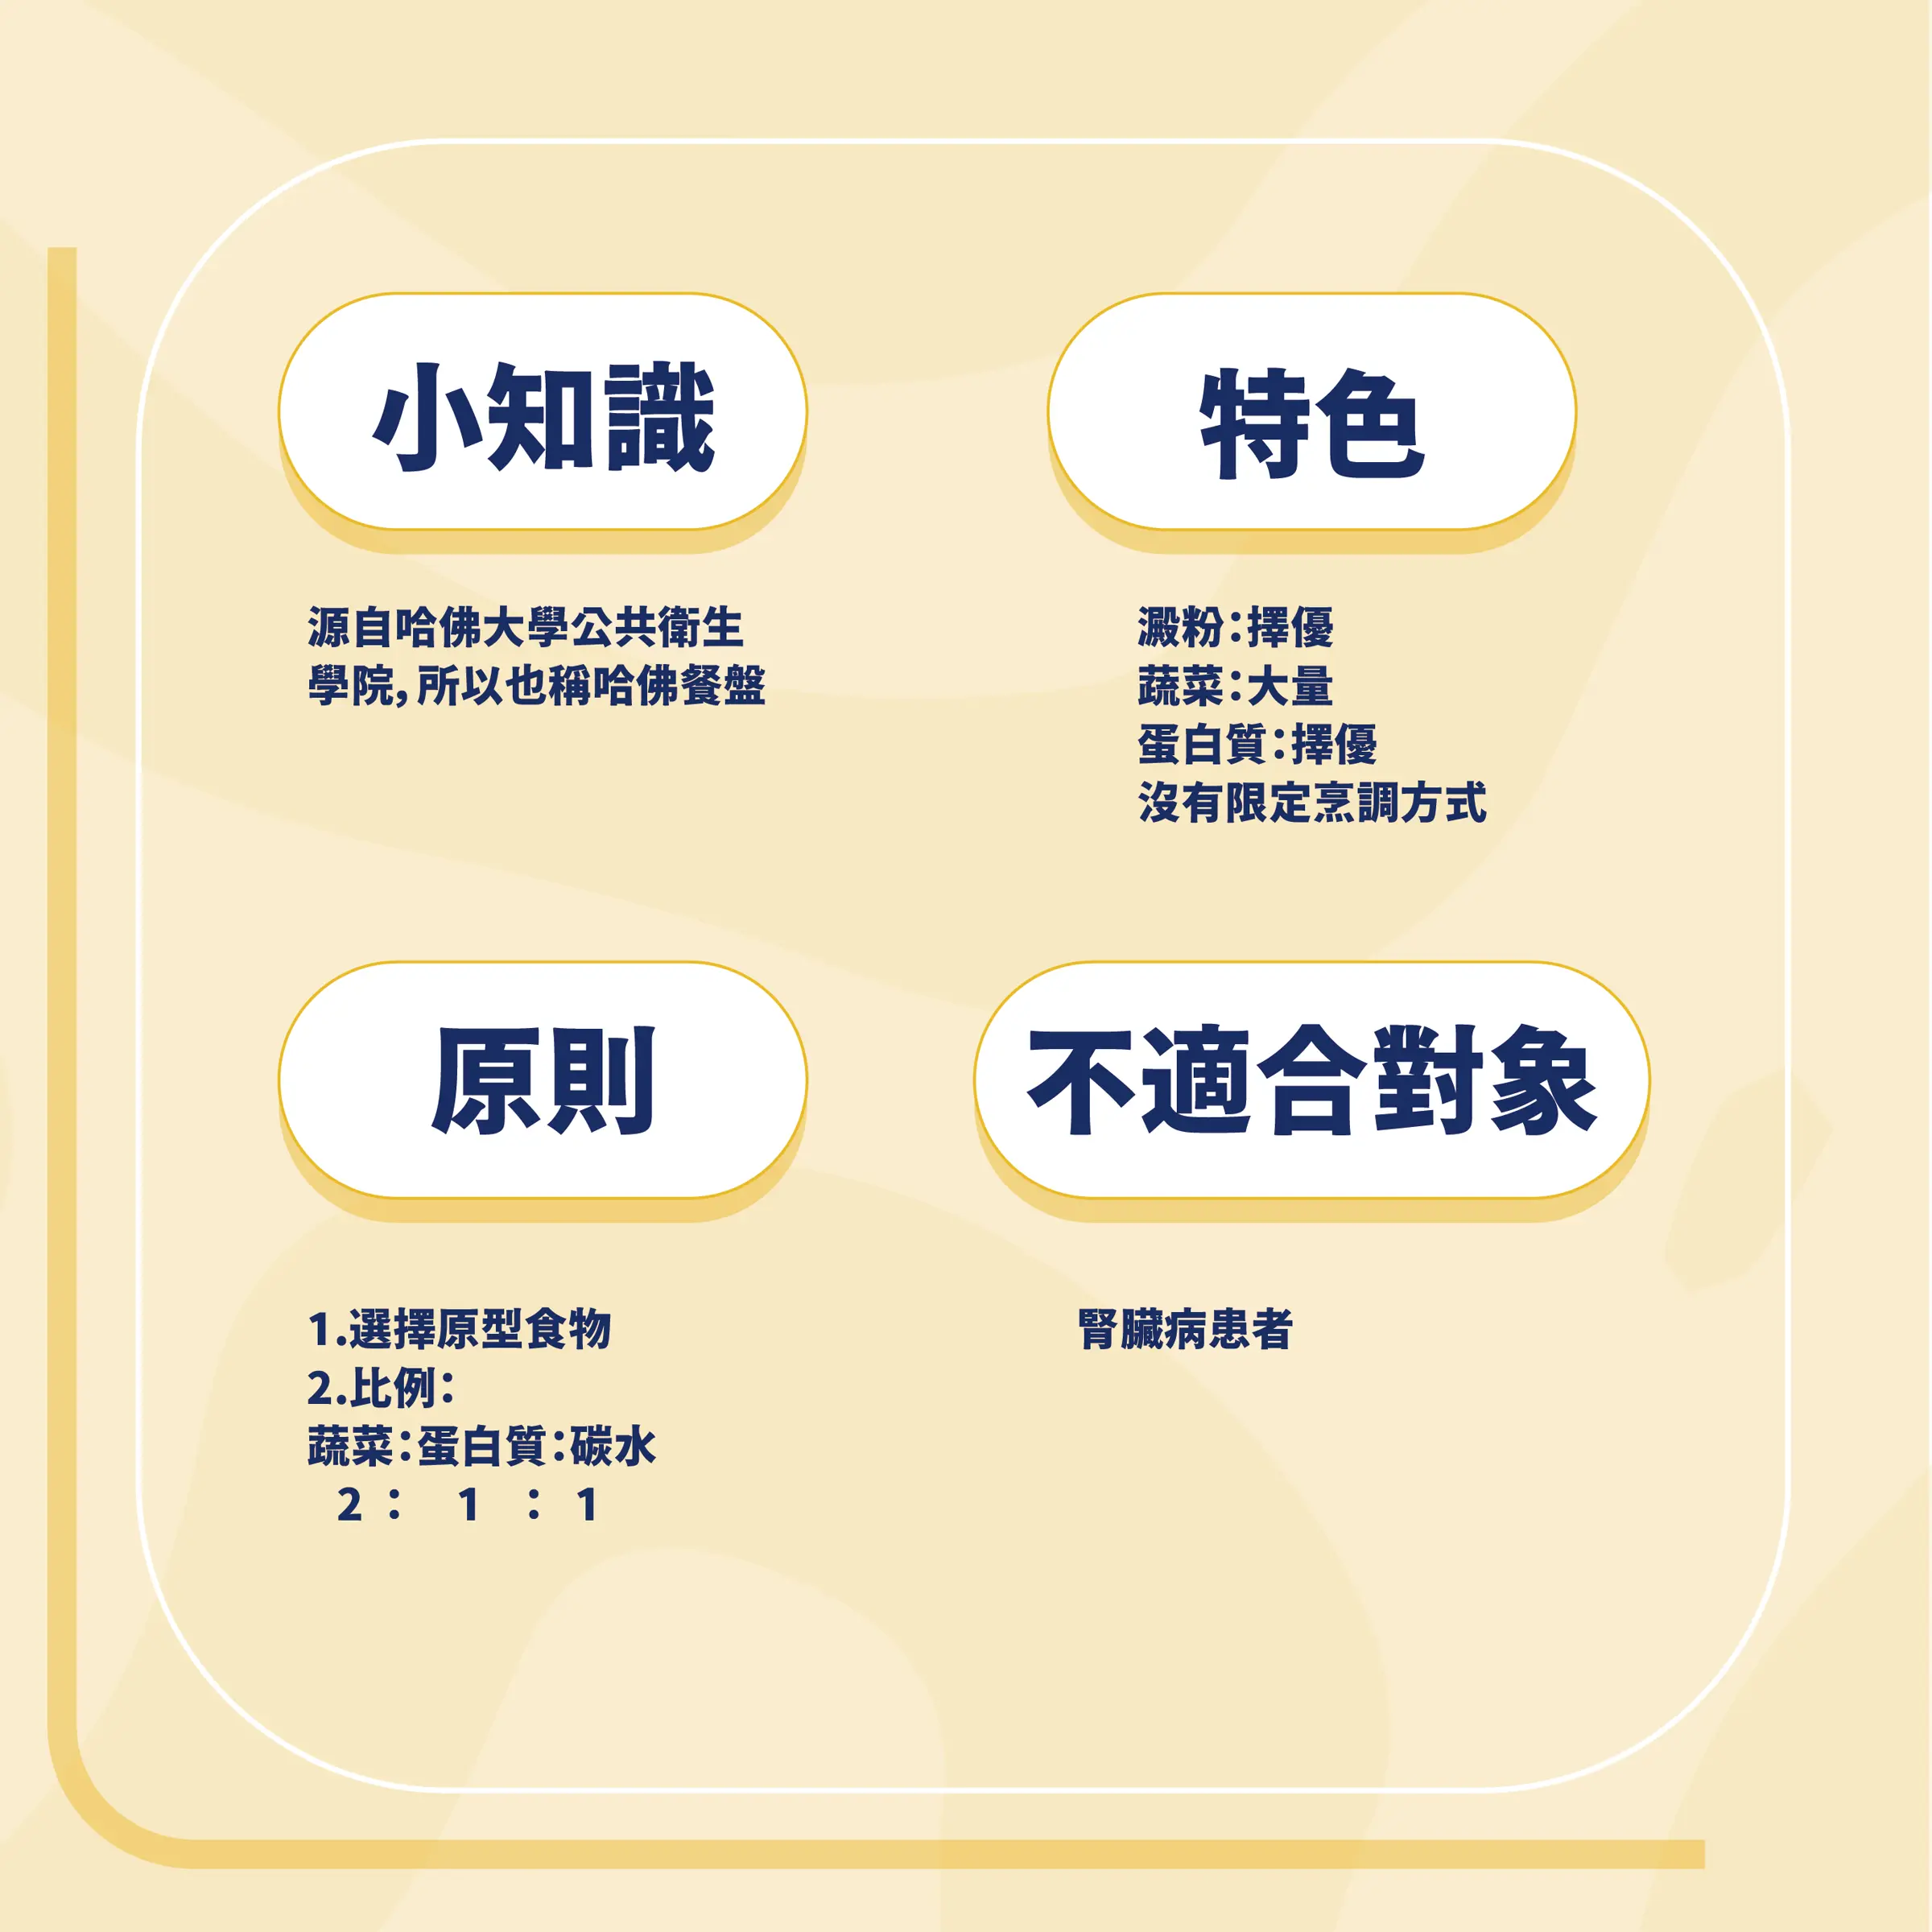 小知識
源自哈佛大學公共衛生
學院，所以也稱哈佛餐盤
特色
澱粉：擇優
蔬菜：大量
蛋白質：擇優
沒有限定烹調方式
原則
1.選擇原型食物
2.比例：
蔬菜：蛋白質：碳水
2 : 1 : 1
不適合對象
腎臟病患者